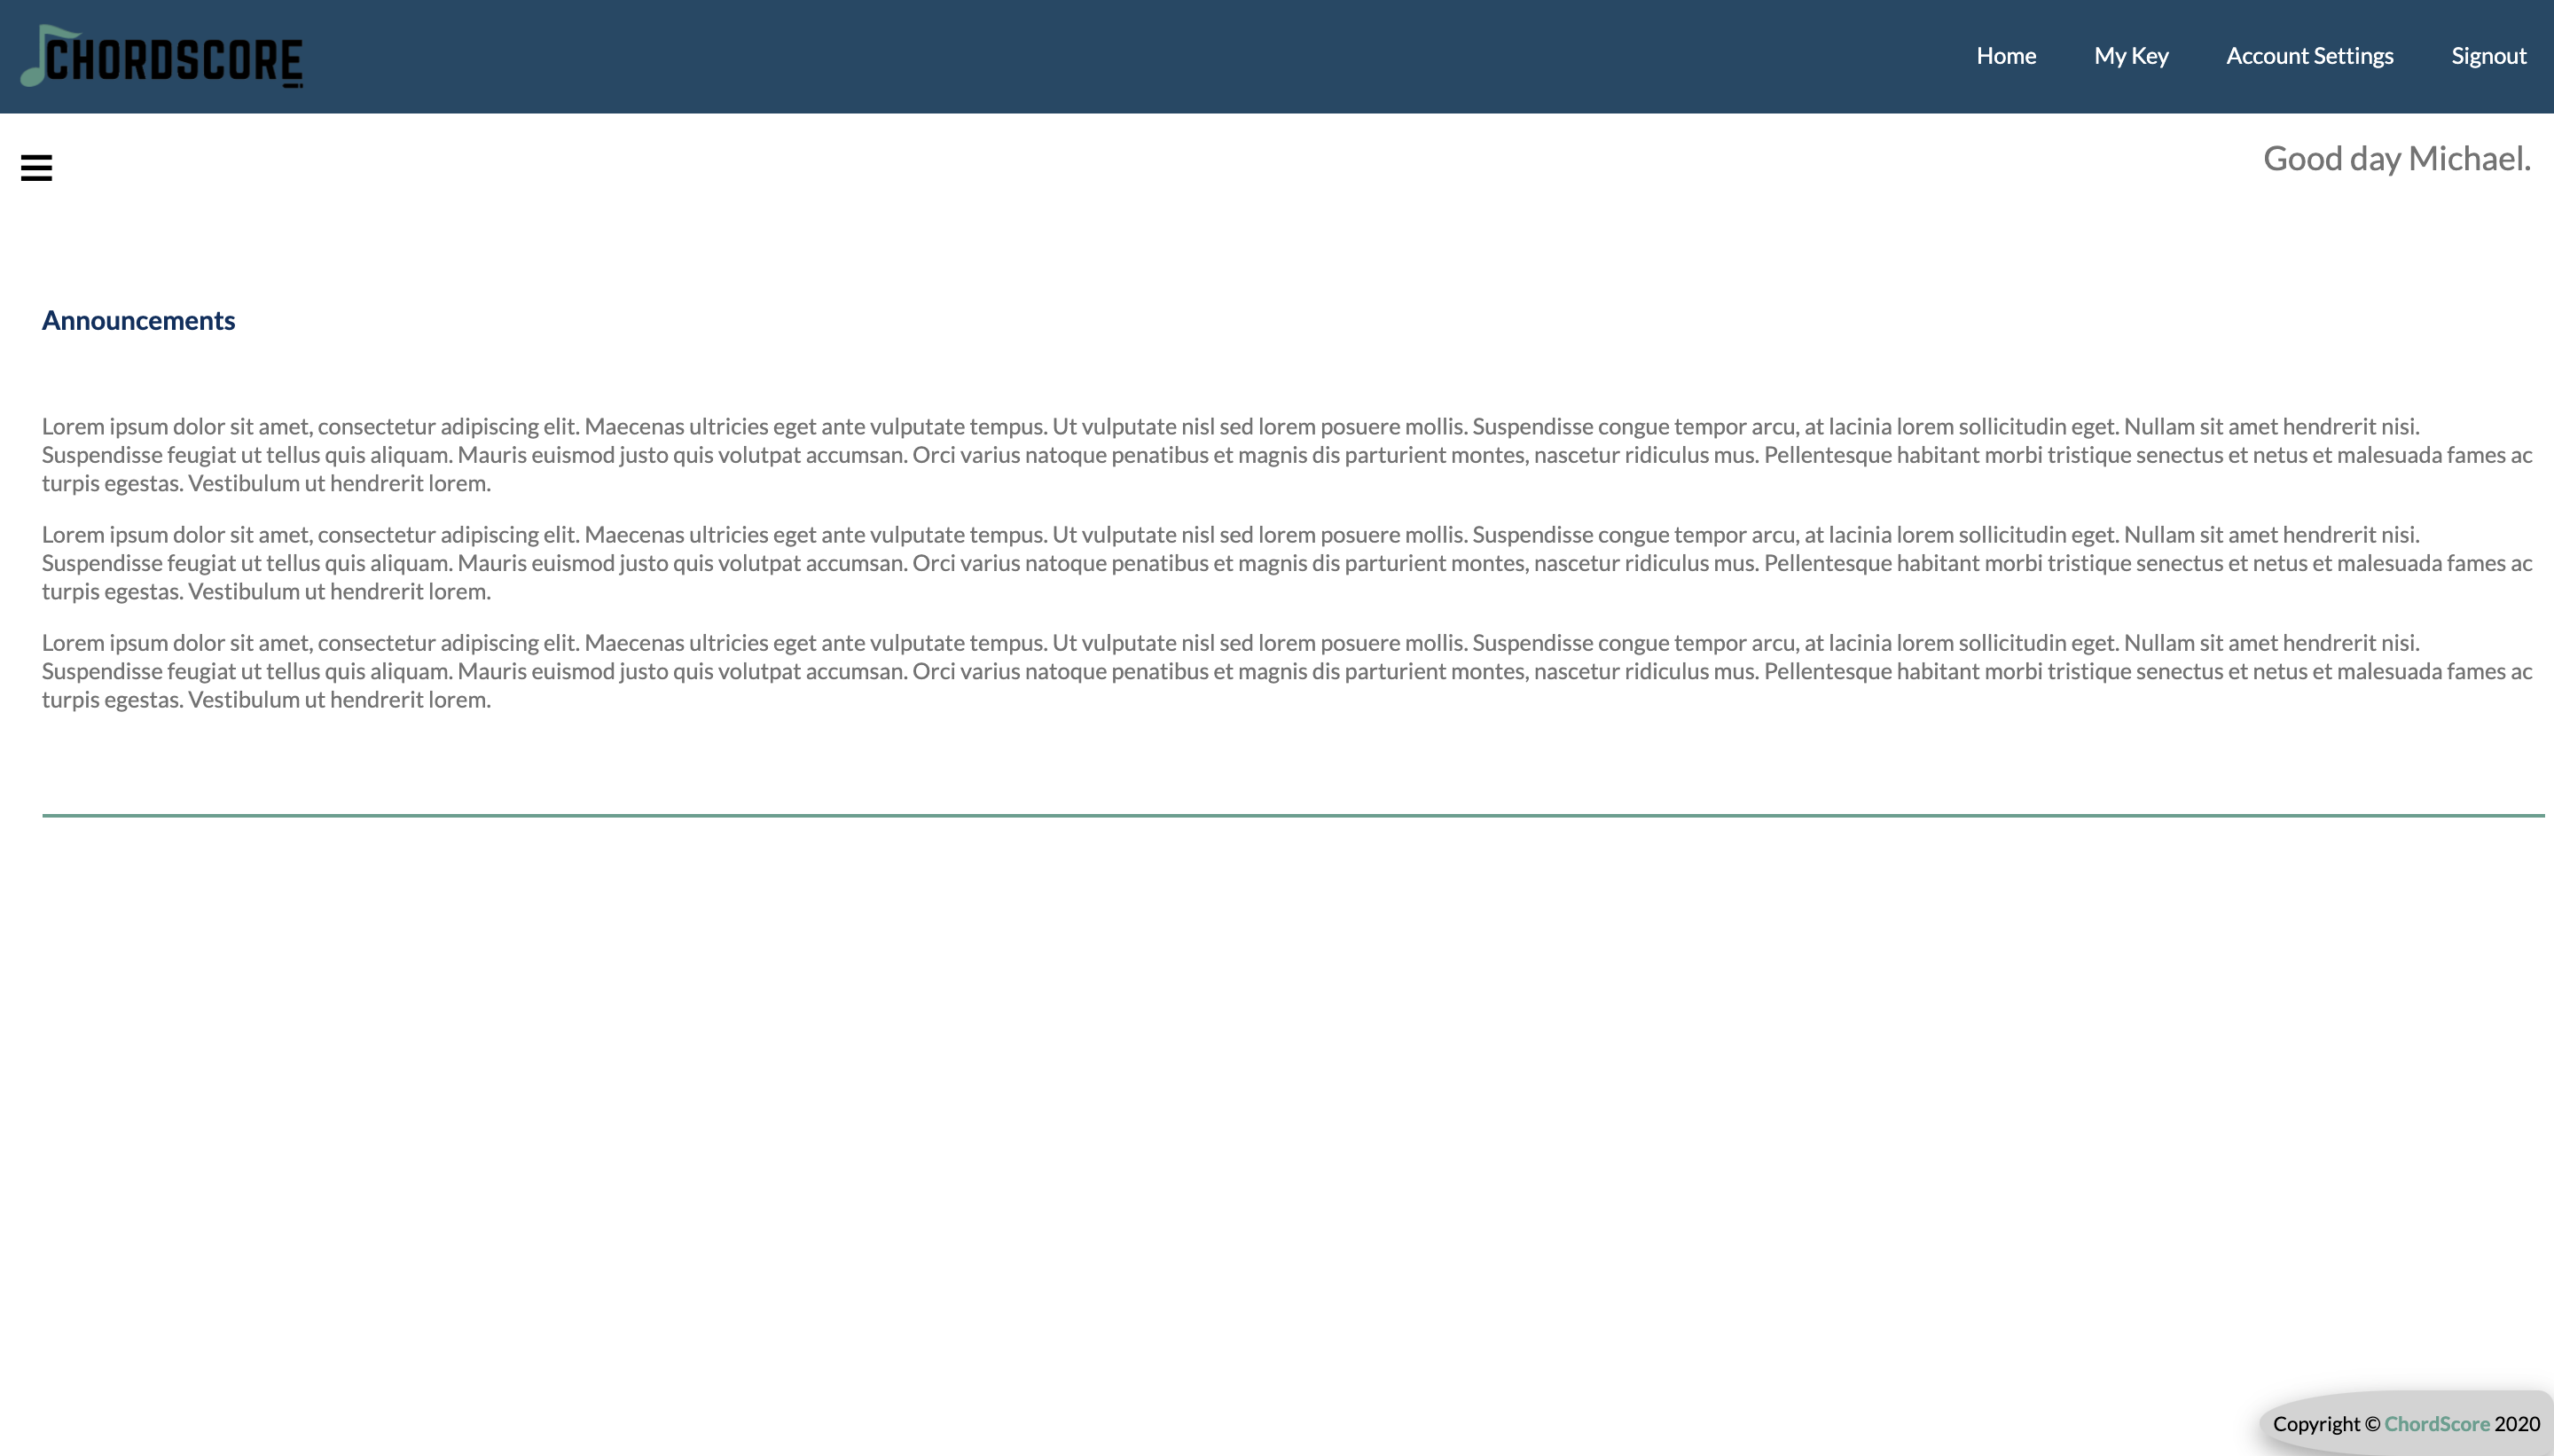 CHORDSCORE
Home My Key Account Settings Signout
Good day Michael.
Announcements
Lorem ipsum dolor sit amet, consectetur adipiscing elit. Maecenas ultricies eget ante vulputate tempus. Ut vulputate nisl sed lorem posuere mollis. Suspendisse congue tempor arcu, at lacinia lorem sollicitudin eget. Nullam sit amet hendrerit nisi.
Suspendisse feugiat ut tellus quis aliquam. Mauris euismod justo quis volutpat accumsan. Orci varius natoque penatibus et magnis dis parturient montes, nascetur ridiculus mus. Pellentesque habitant morbi tristique senectus et netus et malesuada fames ac
turpis egestas. Vestibulum ut hendrerit lorem.
Lorem ipsum dolor sit amet, consectetur adipiscing elit. Maecenas ultricies eget ante vulputate tempus. Ut vulputate nisl sed lorem posuere mollis. Suspendisse congue tempor arcu, at lacinia lorem sollicitudin eget. Nullam sit amet hendrerit nisi.
Suspendisse feugiat ut tellus quis aliquam. Mauris euismod justo quis volutpat accumsan. Orci varius natoque penatibus et magnis dis parturient montes, nascetur ridiculus mus. Pellentesque habitant morbi tristique senectus et netus et malesuada fames ac
turpis egestas. Vestibulum ut hendrerit lorem.
Lorem ipsum dolor sit amet, consectetur adipiscing elit. Maecenas ultricies eget ante vulputate tempus. Ut vulputate nisl sed lorem posuere mollis. Suspendisse congue tempor arcu, at lacinia lorem sollicitudin eget. Nullam sit amet hendrerit nisi.
Suspendisse feugiat ut tellus quis aliquam. Mauris euismod justo quis volutpat accumsan. Orci varius natoque penatibus et magnis dis parturient montes, nascetur ridiculus mus. Pellentesque habitant morbi tristique senectus et netus et malesuada fames ac
turpis egestas. Vestibulum ut hendrerit lorem.
Copyright © ChordScore 2020